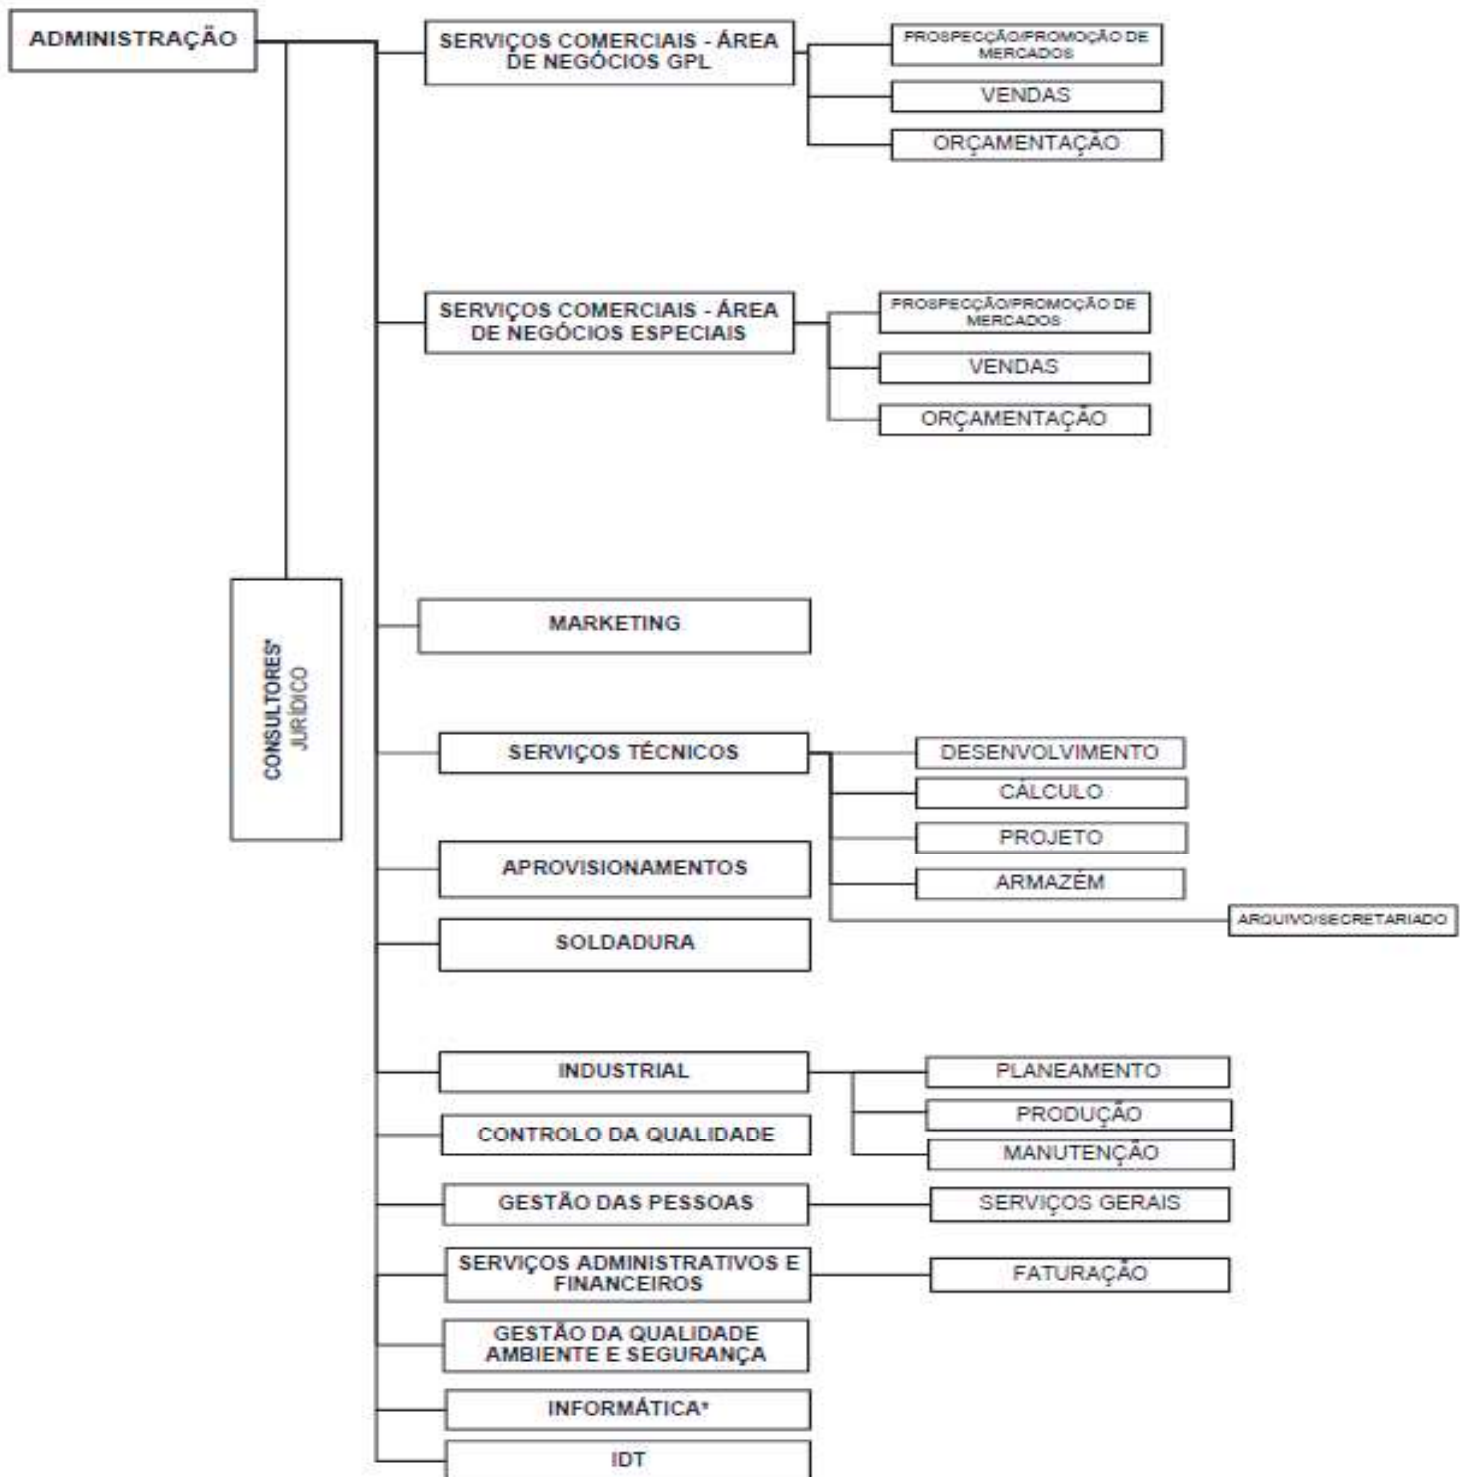 ADMINISTRAÇÃO
SERVIÇOS COMERCIAIS - ÁREA
DE NEGÓCIOS GPL
PROSPECÇÃO/PROMOÇÃO DE
MERCADOS
VENDAS
ORÇAMENTAÇÃO
SERVIÇOS COMERCIAIS - ÁREA
DE NEGÓCIOS ESPECIAIS
PROSPECÇÃO/PROMOÇÃO DE
MERCADOS
VENDAS
ORÇAMENTAÇÃO
CONSULTORES*
JURÍDICO
MARKETING
SERVIÇOS TÉCNICOS
DESENVOLVIMENTO
CÁLCULO
PROJETO
ARMAZÉM
ARQUIVO/SECRETARIADO
APROVISIONAMENTOS
SOLDADURA
INDUSTRIAL
PLANEAMENTO
PRODUÇÃO
MANUTENÇÃO
CONTROLO DA QUALIDADE
GESTÃO DAS PESSOAS
SERVIÇOS GERAIS
SERVIÇOS ADMINISTRATIVOS E
FINANCEIROS
FATURAÇÃO
GESTÃO DA QUALIDADE
AMBIENTE E SEGURANÇA
INFORMÁTICA*
IDT